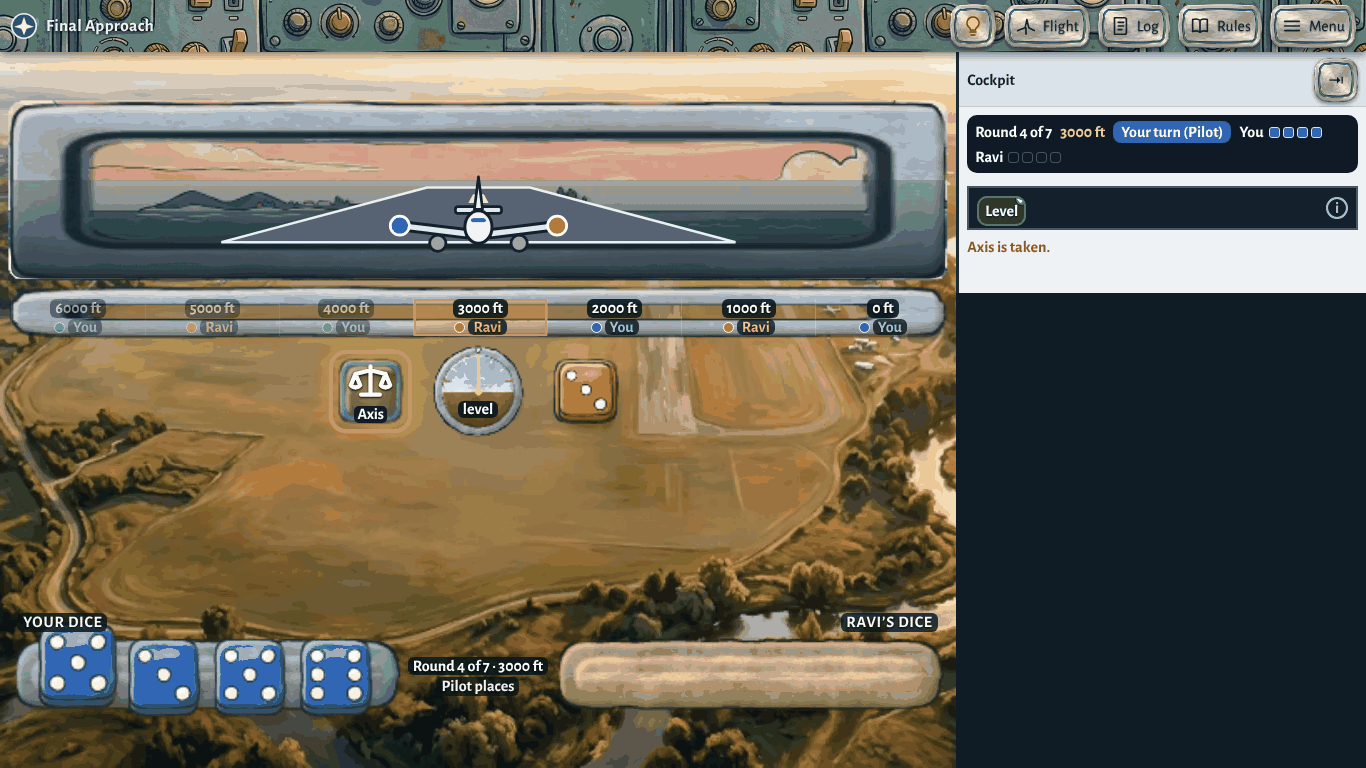 Final Approach
Flight
Log
Rules
Menu
Cockpit
Round 4 of 7 3000 ft Your turn (Pilot) You
Ravi
Level
Axis is taken.
6000 ft
You
5000 ft
Ravi
4000 ft
You
3000 ft
Ravi
2000 ft
You
1000 ft
Ravi
0 ft
You
Axis
level
YOUR DICE
Round 4 of 7 · 3000 ft
Pilot places
RAVI'S DICE